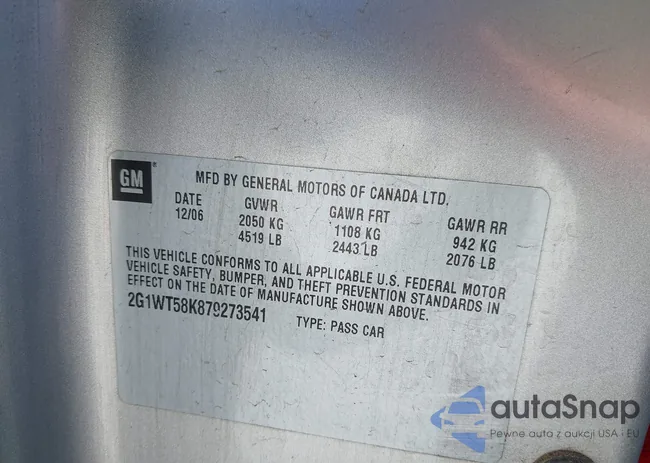 GM
MFD BY GENERAL MOTORS OF CANADA LTD.
DATE GVWR GAWR FRT GAWR RR
12/06 2050 KG 1108 KG 942 KG
4519 LB 2443 LB 2076 LB
THIS VEHICLE CONFORMS TO ALL APPLICABLE U.S. FEDERAL MOTOR
VEHICLE SAFETY, BUMPER, AND THEFT PREVENTION STANDARDS IN
EFFECT ON THE DATE OF MANUFACTURE SHOWN ABOVE.
2G1WT58K879273541 TYPE: PASS CAR
autaSnap
Pewne auta z aukcji USA i EU